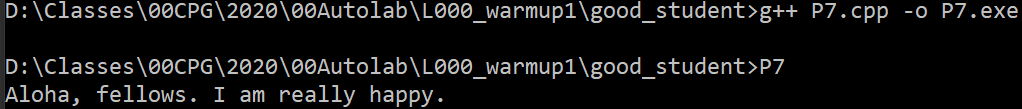 D:\Classes\00CPG\2020\00Autolab\L000_warmup1\good_student>g++ P7.cpp -o P7.exe
D:\Classes\00CPG\2020\00Autolab\L000_warmup1\good_student>P7
Aloha, fellows. I am really happy.